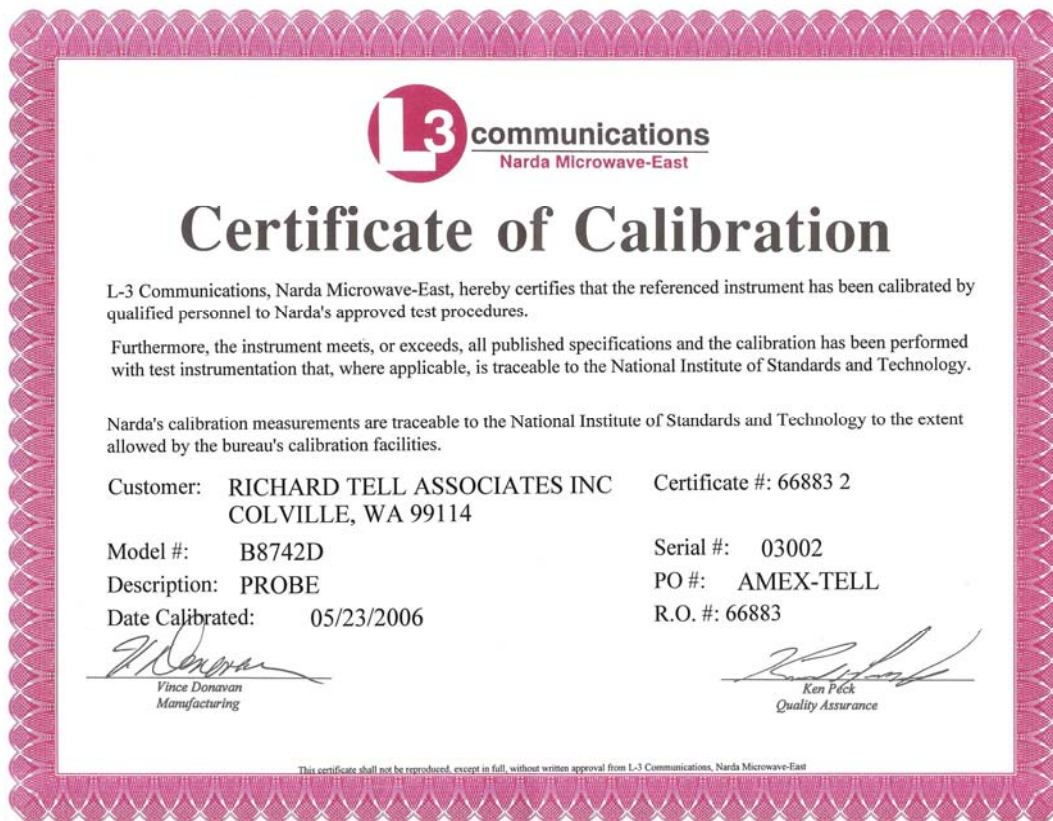 L3 communications
Narda Microwave-East
Certificate of Calibration
L-3 Communications, Narda Microwave-East, hereby certifies that the referenced instrument has been calibrated by
qualified personnel to Narda's approved test procedures.
Furthermore, the instrument meets, or exceeds, all published specifications and the calibration has been performed
with test instrumentation that, where applicable, is traceable to the National Institute of Standards and Technology.
Narda's calibration measurements are traceable to the National Institute of Standards and Technology to the extent
allowed by the bureau's calibration facilities.
Customer: RICHARD TELL ASSOCIATES INC
COLVILLE, WA 99114
Certificate #: 66883 2
Model #: B8742D
Serial #: 03002
Description: PROBE
PO #: AMEX-TELL
Date Calibrated: 05/23/2006
R.O. #: 66883
V. Donovan
Vince Donavan
Manufacturing
Ken Peck
Quality Assurance
This certificate shall not be reproduced, except in full, without written approval from L-3 Communications, Narda Microwave-East